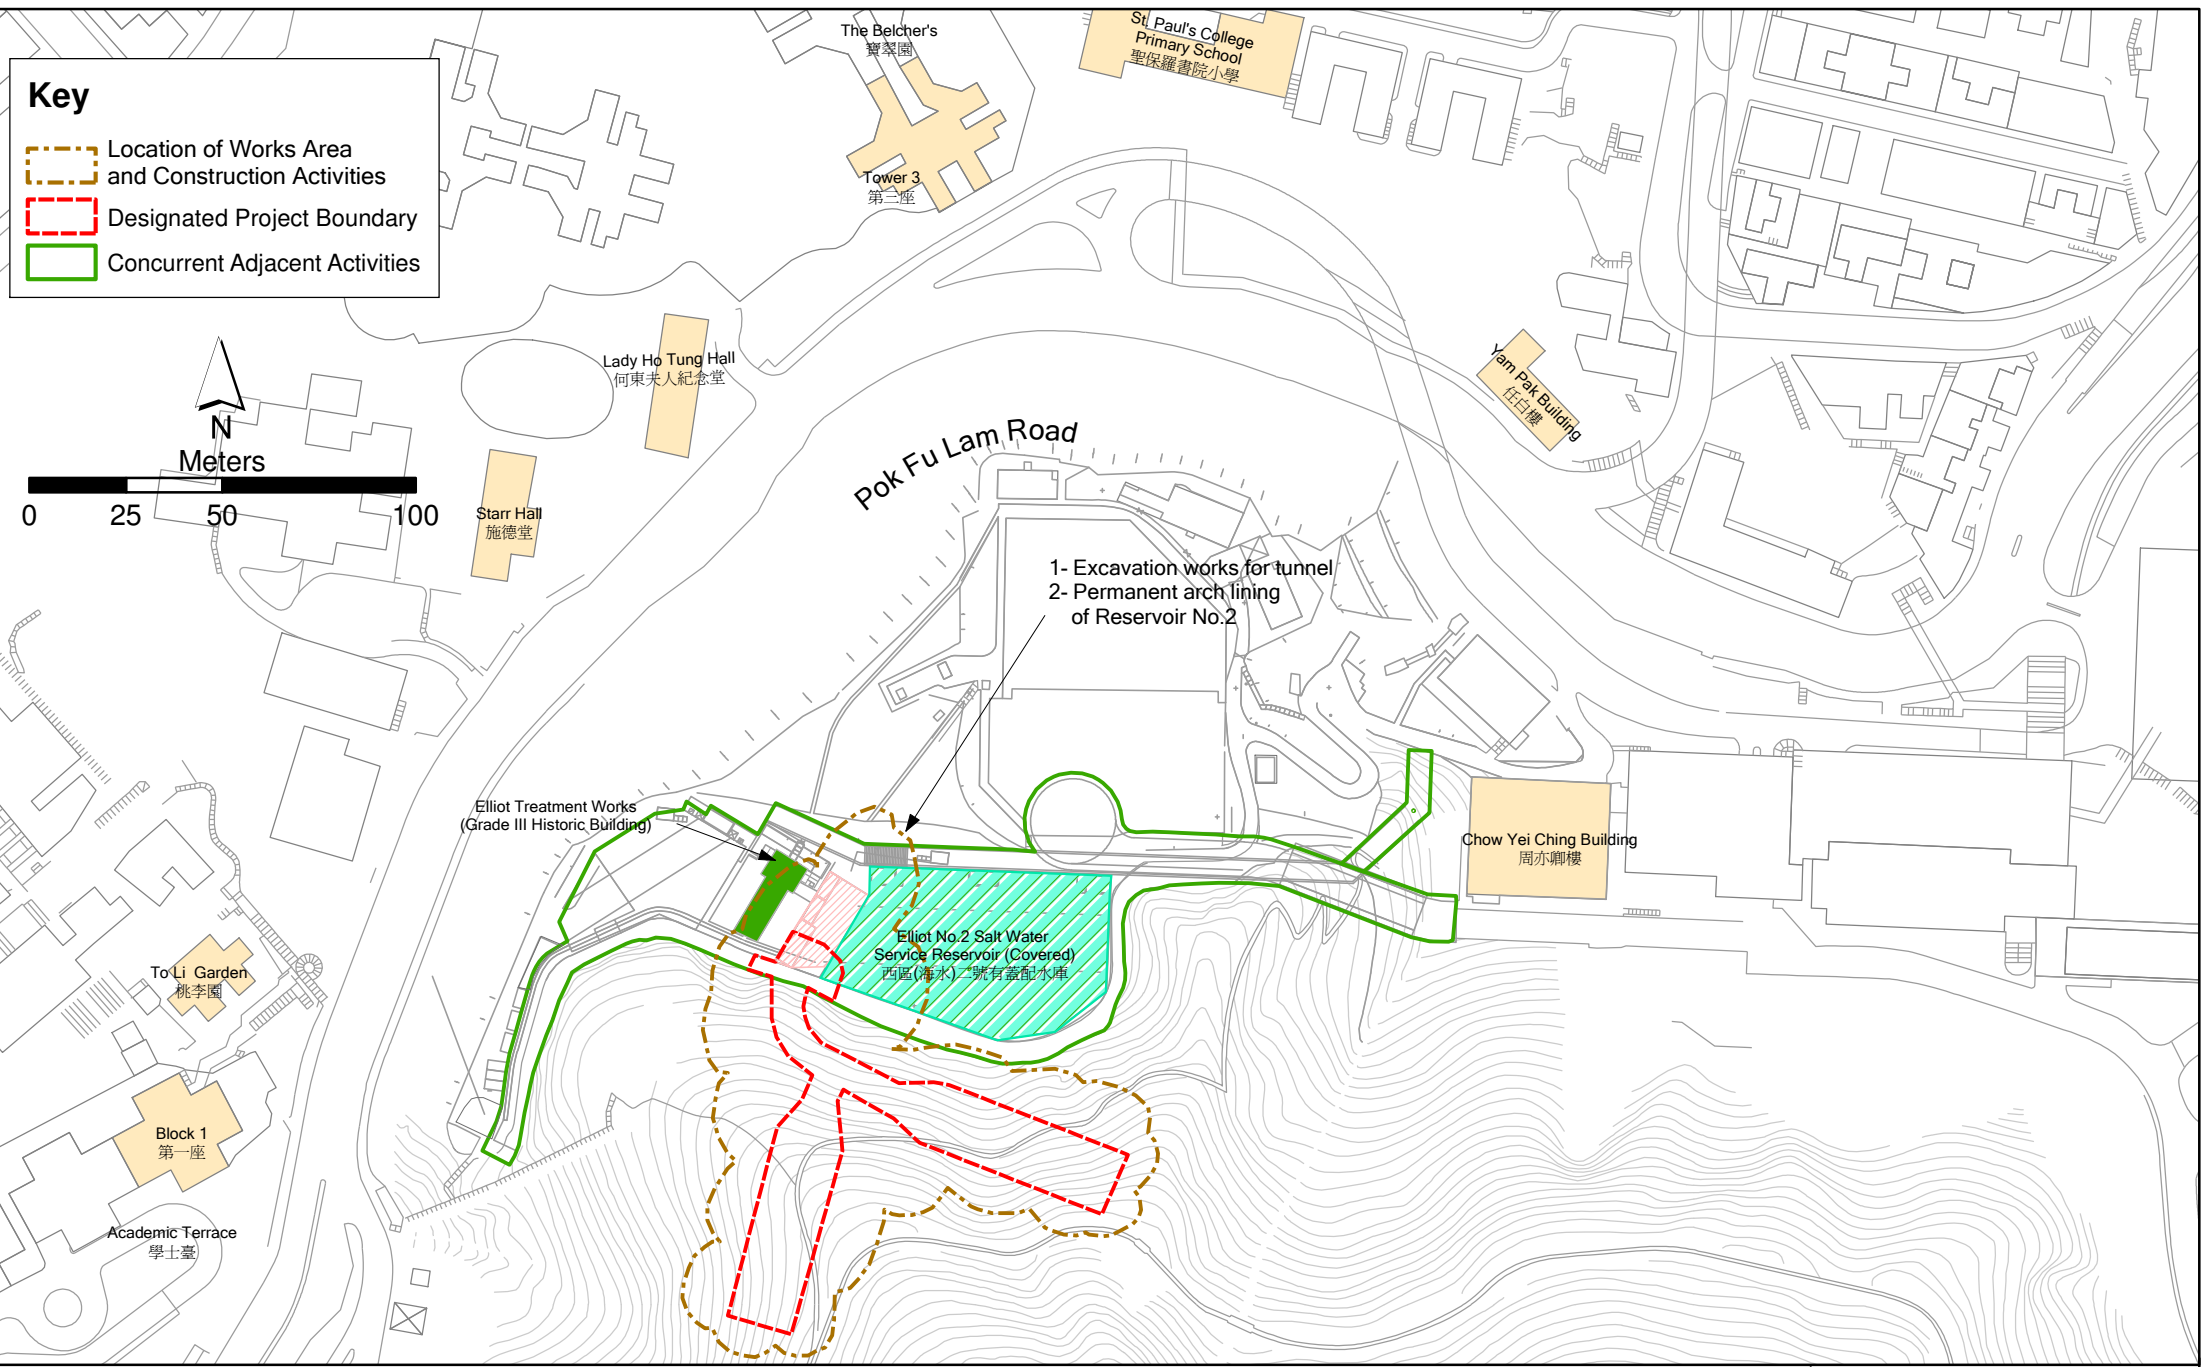 The Belcher's
寶翠園
St. Paul's College
Primary School
聖保羅書院小學
Key
Location of Works Area
and Construction Activities
Designated Project Boundary
Concurrent Adjacent Activities
Tower 3
第三座
N
Meters
0 25 50 100
Lady Ho Tung Hall
何東夫人紀念堂
Yam Pak Building
任白樓
Starr Hall
施德堂
Pok Fu Lam Road
1- Excavation works for tunnel
2- Permanent arch lining
of Reservoir No.2
Elliot Treatment Works
(Grade III Historic Building)
Chow Yei Ching Building
周亦卿樓
Elliot No.2 Salt Water
Service Reservoir (Covered)
西區(海水)二號有蓋配水庫
To Li Garden
桃李園
Block 1
第一座
Academic Terrace
學士臺